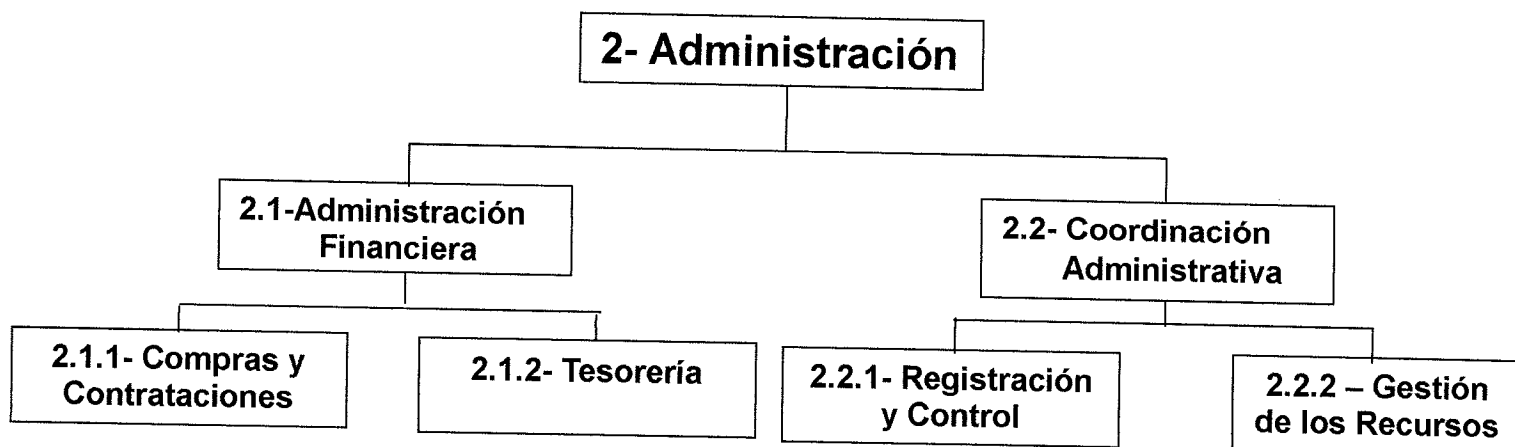 2- Administración
2.1-Administración
Financiera
2.2- Coordinación
Administrativa
2.1.1- Compras y
Contrataciones
2.1.2- Tesorería
2.2.1- Registración
y Control
2.2.2 – Gestión
de los Recursos